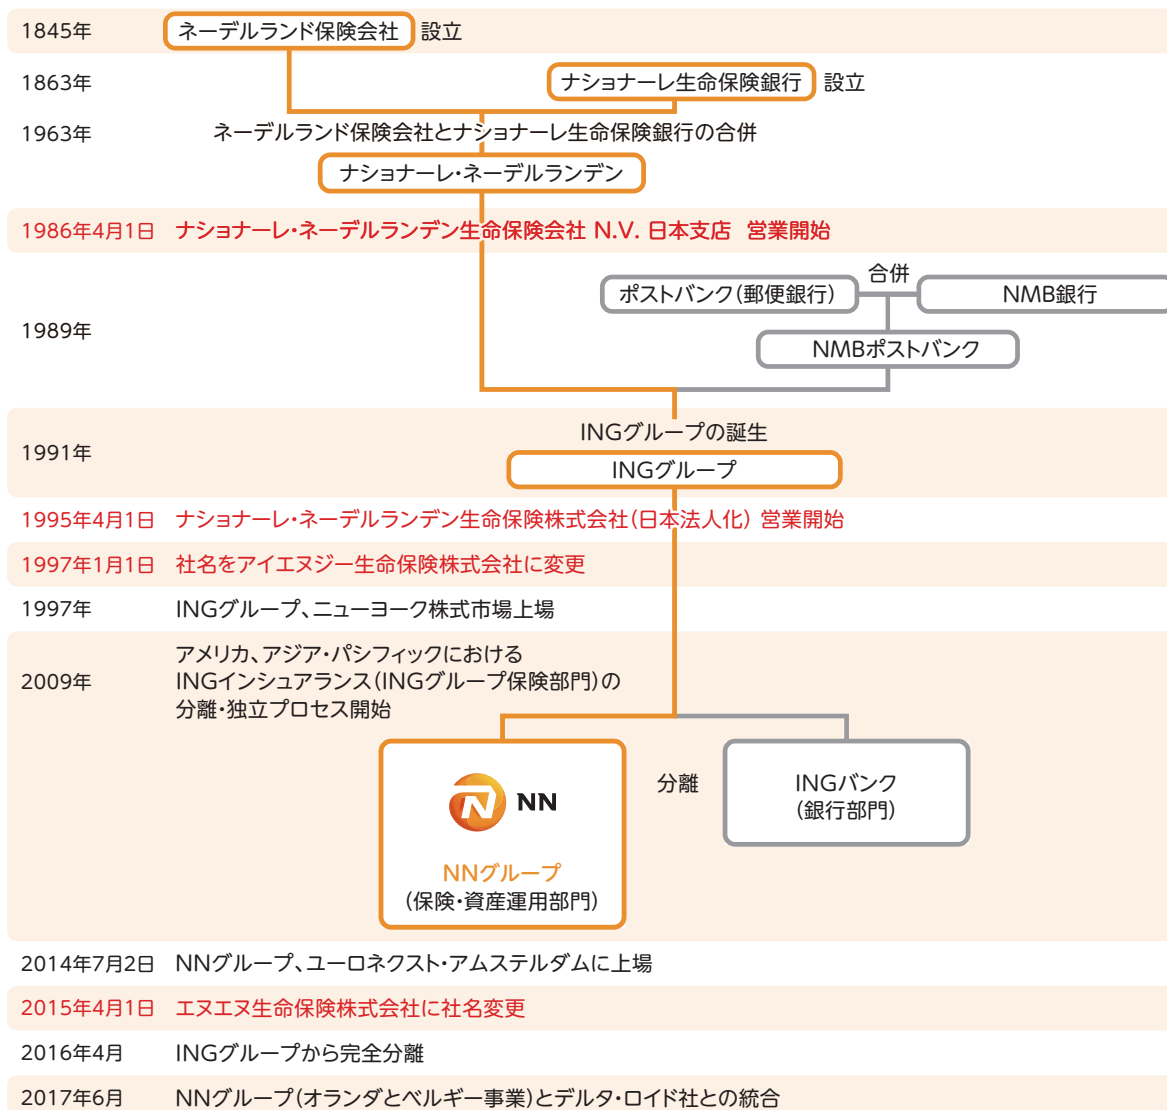 1845年 ネーデルランド保険会社 設立
1863年 ナショナーレ生命保険銀行 設立
1963年 ネーデルランド保険会社とナショナーレ生命保険銀行の合併
ナショナーレ・ネーデルランデン
1986年4月1日 ナショナーレ・ネーデルランデン生命保険会社 N.V. 日本支店 営業開始
合併
ポストバンク(郵便銀行) NMB銀行
1989年
NMBポストバンク
INGグループの誕生
1991年
INGグループ
1995年4月1日 ナショナーレ・ネーデルランデン生命保険株式会社(日本法人化) 営業開始
1997年1月1日 社名をアイエヌジー生命保険株式会社に変更
1997年 INGグループ、ニューヨーク株式市場上場
アメリカ、アジア・パシフィックにおける
2009年 INGインシュアランス(INGグループ保険部門)の
分離・独立プロセス開始
分離 INGバンク
(銀行部門)
NN
NNグループ
(保険・資産運用部門)
2014年7月2日 NNグループ、ユーロネクスト・アムステルダムに上場
2015年4月1日 エヌエヌ生命保険株式会社に社名変更
2016年4月 INGグループから完全分離
2017年6月 NNグループ(オランダとベルギー事業)とデルタ・ロイド社との統合